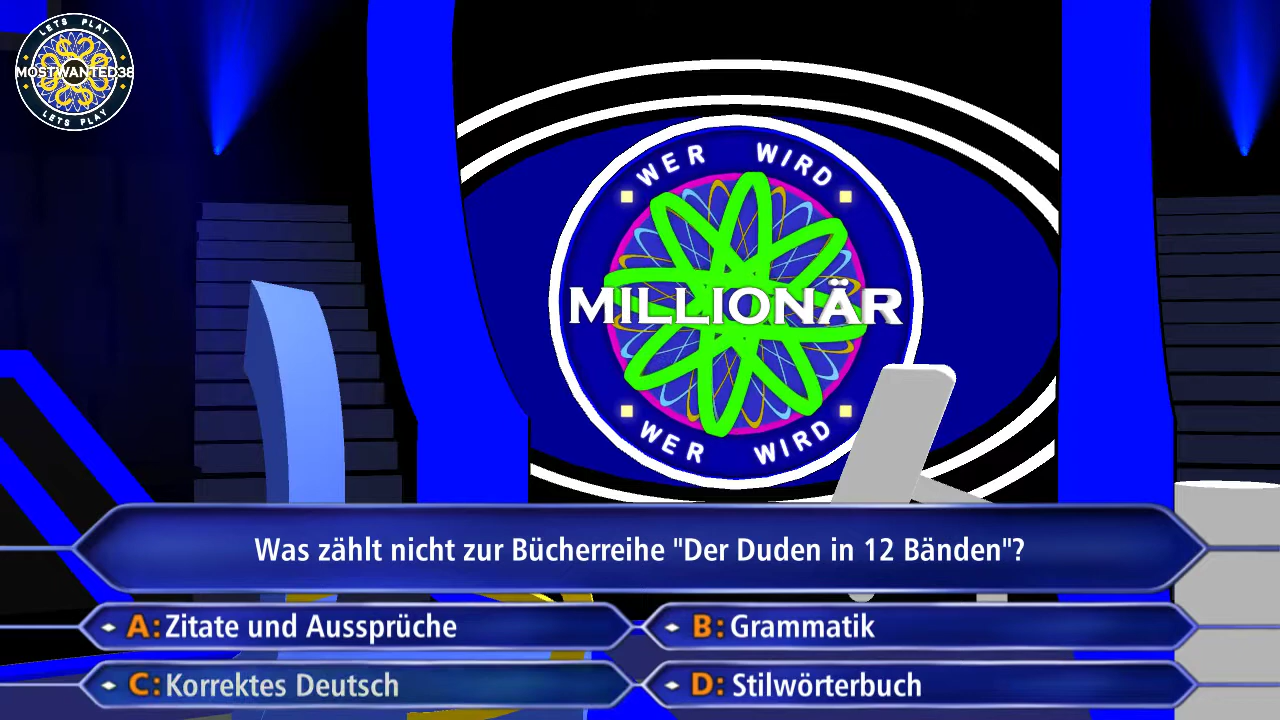 LETS PLAY
MOSTWANTED38
LETS PLAY
WER WIRD
MILLIONÄR
WER WIRD
Was zählt nicht zur Bücherreihe "Der Duden in 12 Bänden"?
A: Zitate und Aussprüche
B: Grammatik
C: Korrektes Deutsch
D: Stilwörterbuch